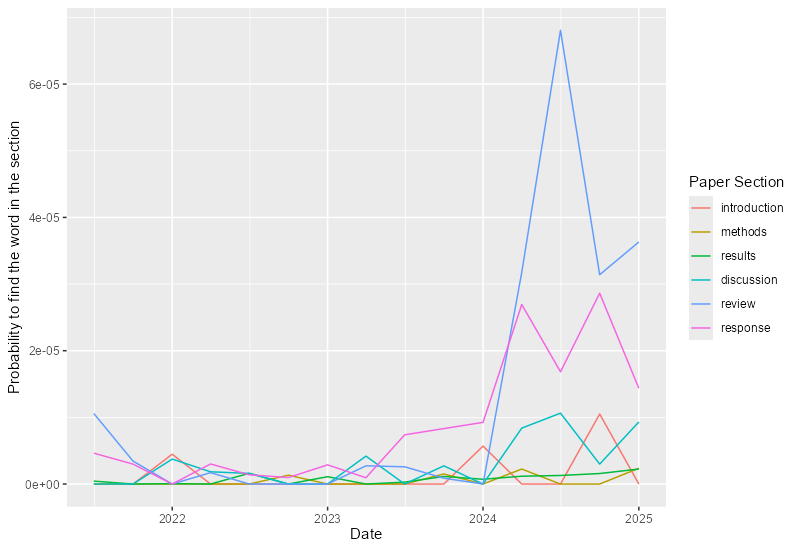 Probability to find the word in the section
6e-05
4e-05
2e-05
0e+00
2022
2023
2024
2025
Date
Paper Section
introduction
methods
results
discussion
review
response